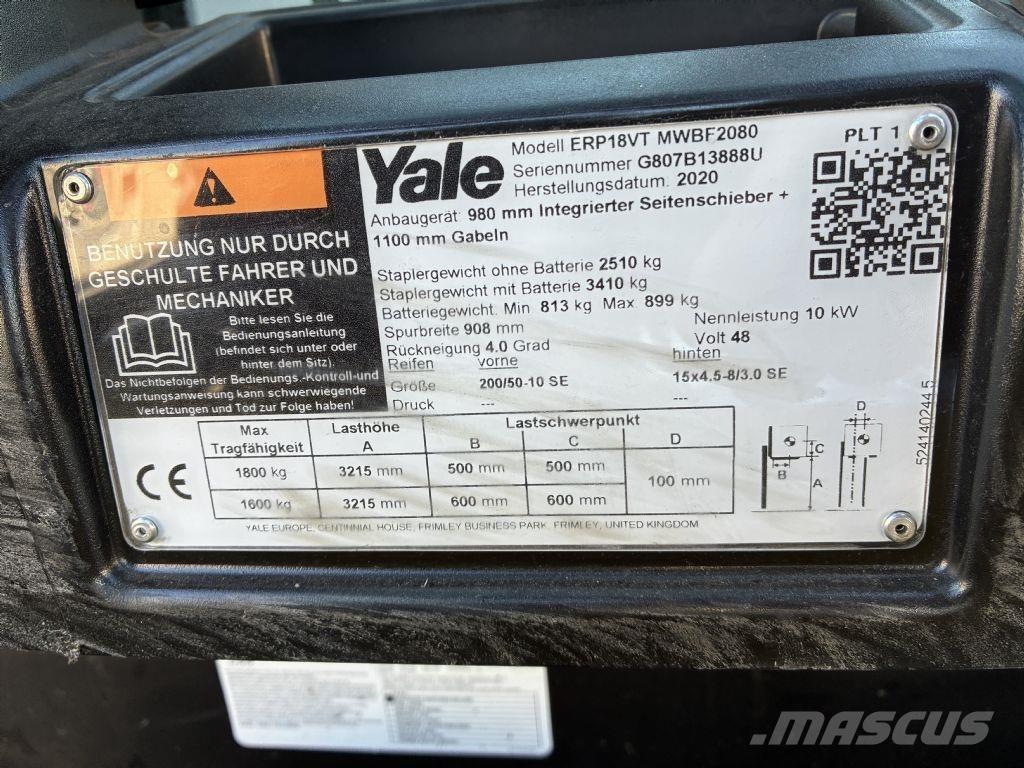 BENUTZUNG NUR DURCH
GESCHULTE FAHRER UND
MECHANIKER
Bitte lesen Sie die
Bedienungsanleitung
(befindet sich unter oder
hinter dem Sitz).
Das Nichtbefolgen der Bedienungs.-Kontroll-und
Wartungsanweisung kann schwerwiegende
Verletzungen und Tod zur Folge haben!
Yale
Modell ERP18VT MWBF2080
Seriennummer G807B13888U
Herstellungsdatum. 2020
PLT 1
Anbaugerät: 980 mm Integrierter Seitenschieber +
1100 mm Gabeln
Staplergewicht ohne Batterie 2510 kg
Staplergewicht mit Batterie 3410 kg
Batteriegewicht: Min 813 kg Max 899 kg
Spurbreite 908 mm Nennleistung 10 kW
Rückneigung 4.0 Grad Volt 48
Reifen vorne hinten
Größe 200/50-10 SE 15x4.5-8/3.0 SE
Druck --- ---
Max Tragfähigkeit Lasthöhe A Lastschwerpunkt B C D
1800 kg 3215 mm 500 mm 500 mm 100 mm
1600 kg 3215 mm 600 mm 600 mm
D
C
B
A
524140244.5
CE
YALE EUROPE, CENTINNIAL HOUSE, FRIMLEY BUSINESS PARK, FRIMLEY, UNITED KINGDOM
MASCUS